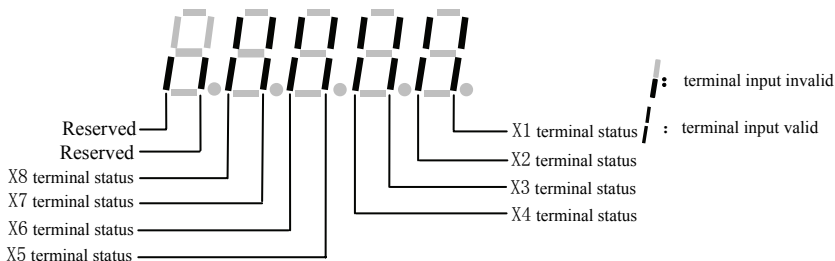 : terminal input invalid
: terminal input valid
Reserved
Reserved
X8 terminal status
X7 terminal status
X6 terminal status
X5 terminal status
X1 terminal status
X2 terminal status
X3 terminal status
X4 terminal status